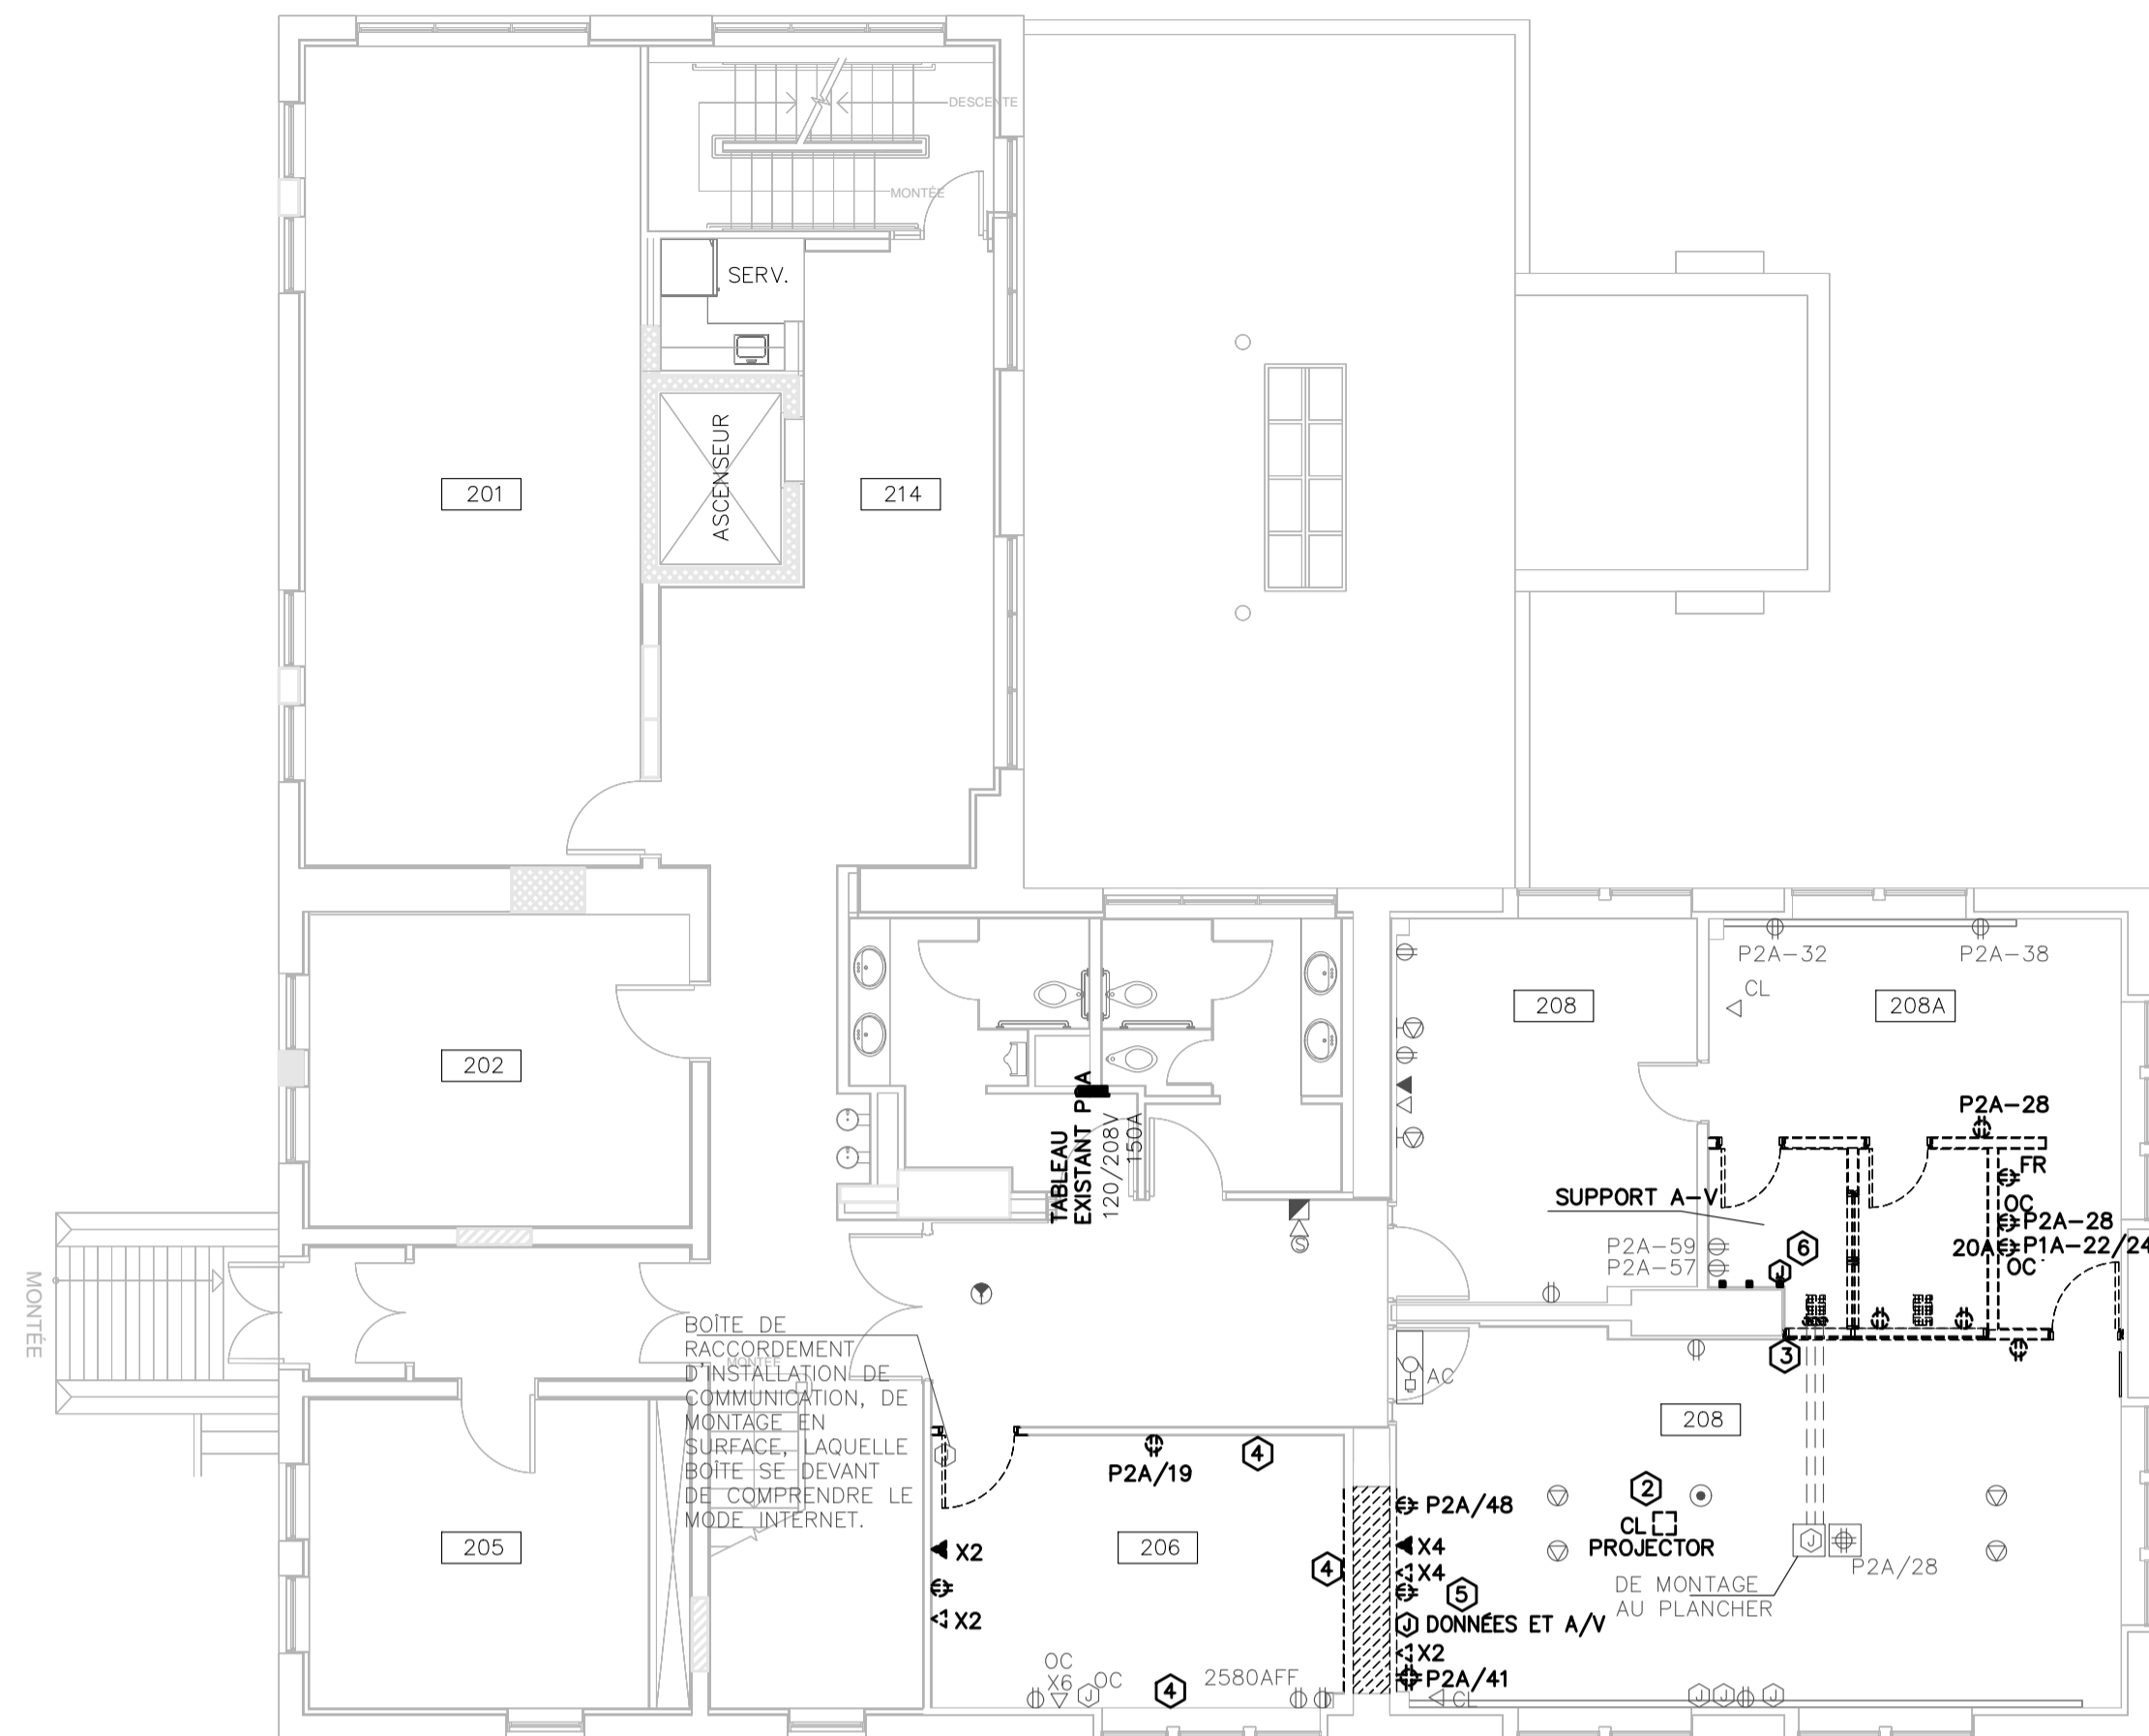 DESCENTE
MONTÉE
SERV.
ASCENSEUR
201
214
P2A-32
P2A-38
CL
208
208A
202
P2A-28
TABLEAU
120/208V
150A
FR
OC
SUPPORT A-V
P2A-28
P2A-59
6
20A
P1A-22/24
P2A-57
OC
J
S
MONTÉE
BOÎTE DE
RACCORDEMENT
D'INSTALLATION DE
COMMUNICATION, DE
MONTAGE EN
SURFACE, LAQUELLE
BOÎTE SE DEVANT
DE COMPRENDRE LE
MODE INTERNET.
MONTÉE
3
AC
208
P2A/19
4
2
P2A/48
CL
PROJECTOR
J
P2A/28
205
206
X2
X4
X4
4
5
DE MONTAGE
AU PLANCHER
X2
J DONNÉES ET A/V
X2
OC
X6
J
OC
4
2580AFF
P2A/41
CL
J
J
J